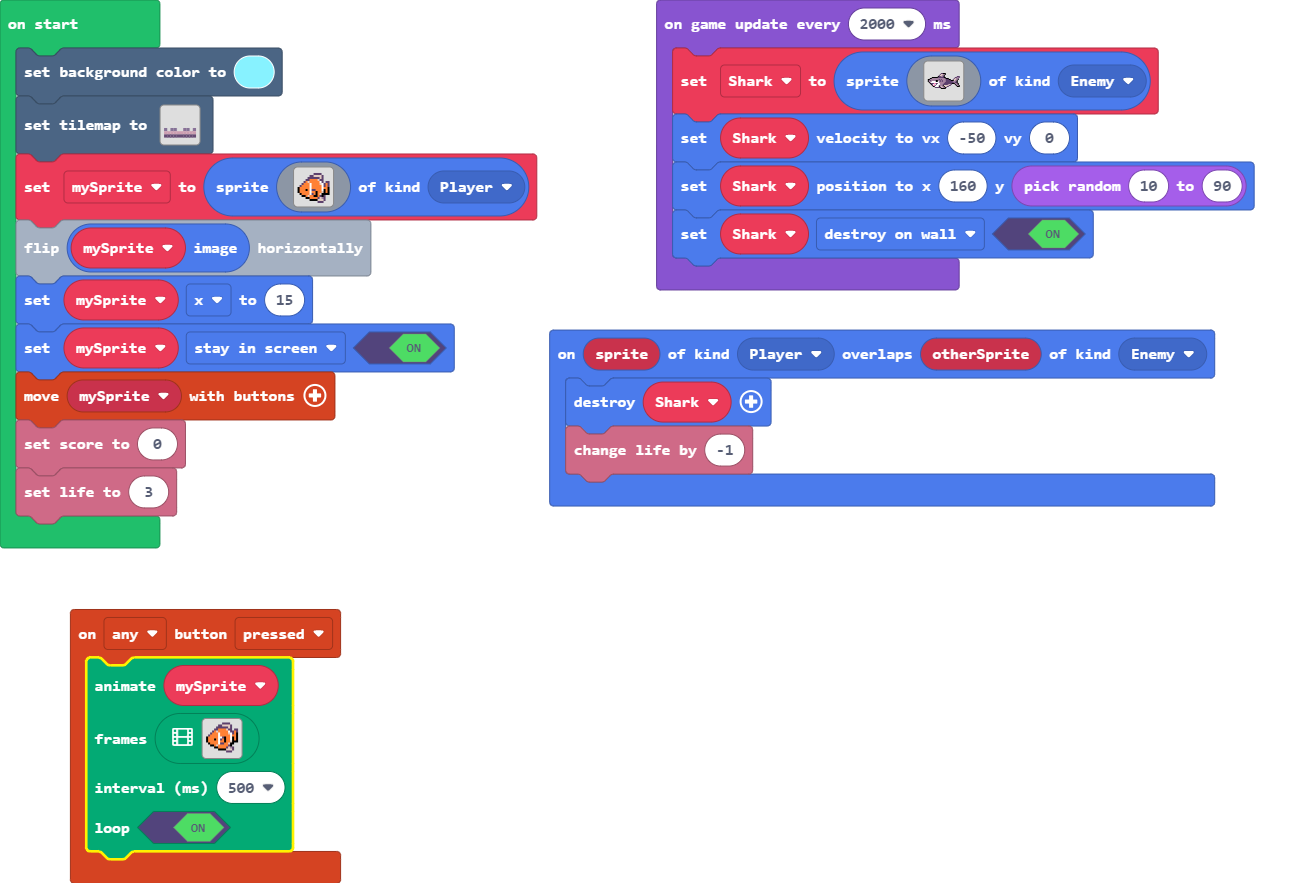 on start
set background color to
set tilemap to
set mySprite to sprite of kind Player
flip mySprite image horizontally
set mySprite x to 15
set mySprite stay in screen ON
move mySprite with buttons
set score to 0
set life to 3
on game update every 2000 ms
set Shark to sprite of kind Enemy
set Shark velocity to vx -50 vy 0
set Shark position to x 160 y pick random 10 to 90
set Shark destroy on wall ON
on sprite of kind Player overlaps otherSprite of kind Enemy
destroy Shark
change life by -1
on any button pressed
animate mySprite
frames
interval (ms) 500
loop ON